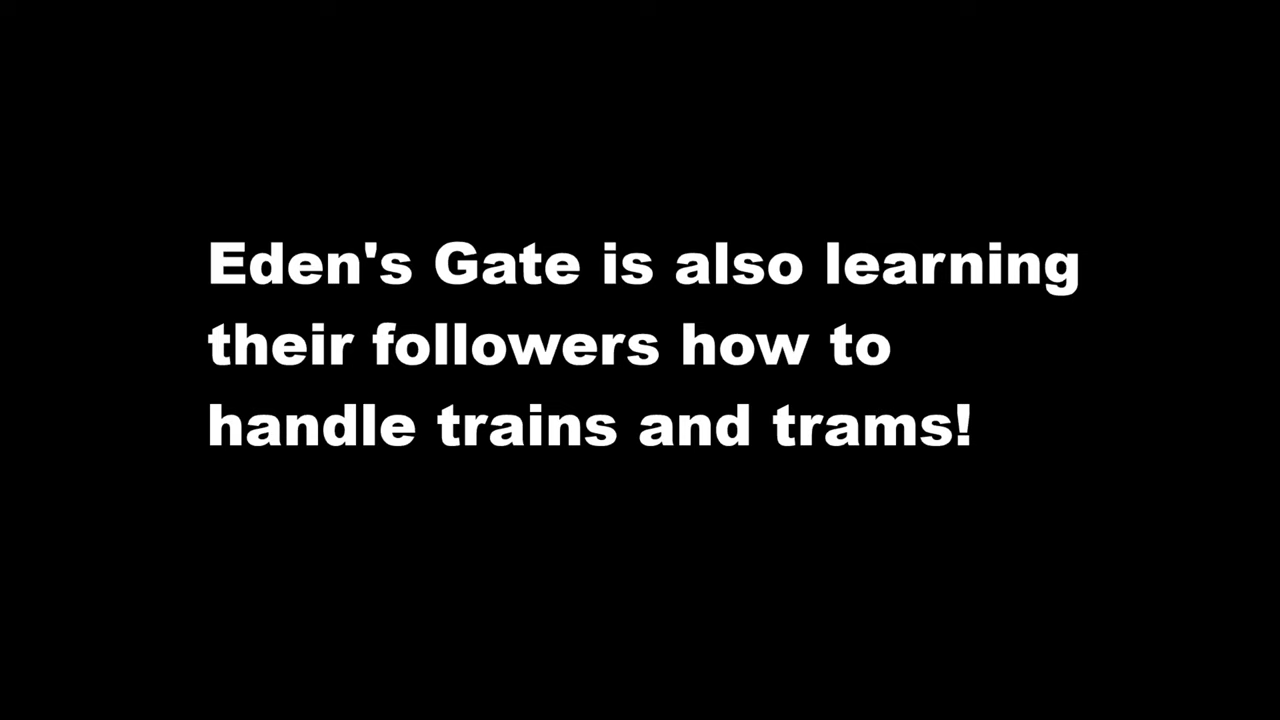 Eden's Gate is also learning
their followers how to
handle trains and trams!